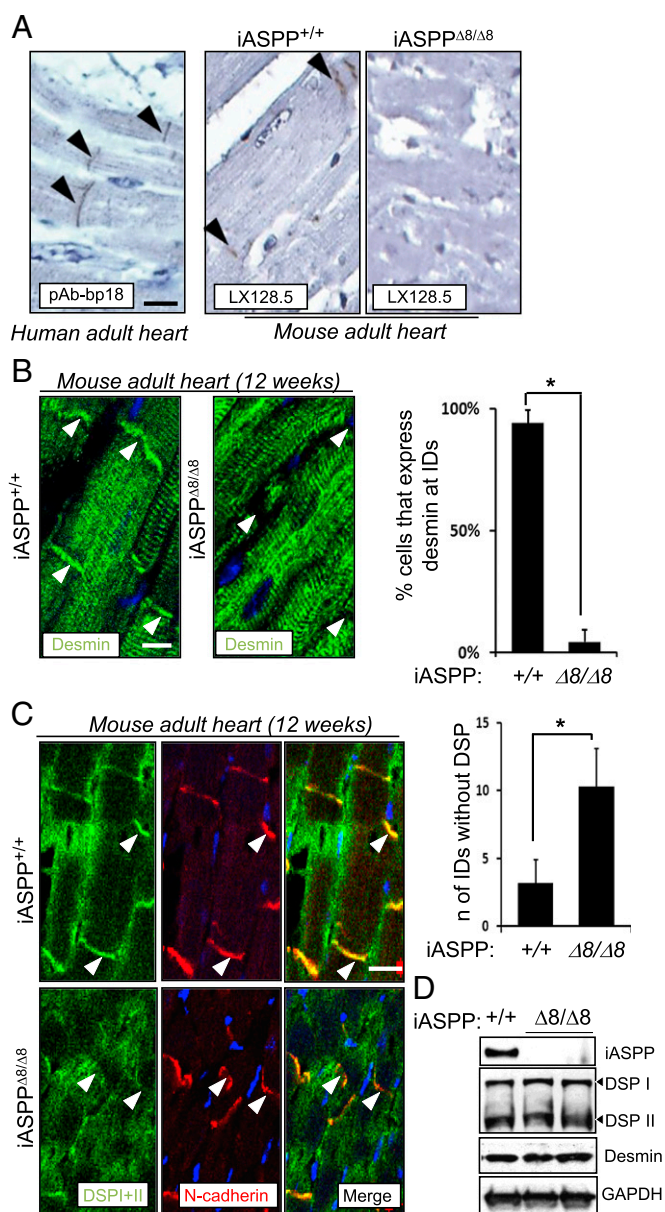 A
iASPP+/+
iASPPΔ8/Δ8
pAb-bp18
LX128.5
LX128.5
Human adult heart
Mouse adult heart
B
Mouse adult heart (12 weeks)
iASPP+/+
iASPPΔ8/Δ8
Desmin
Desmin
% cells that express
desmin at IDs
100%
50%
0%
*
iASPP: +/+ Δ8/Δ8
C
Mouse adult heart (12 weeks)
iASPP+/+
iASPPΔ8/Δ8
DSPI+II
N-cadherin
Merge
n of IDs without DSP
15
10
5
0
*
iASPP: +/+ Δ8/Δ8
D
iASPP: +/+ Δ8/Δ8
iASPP
DSP I
DSP II
Desmin
GAPDH